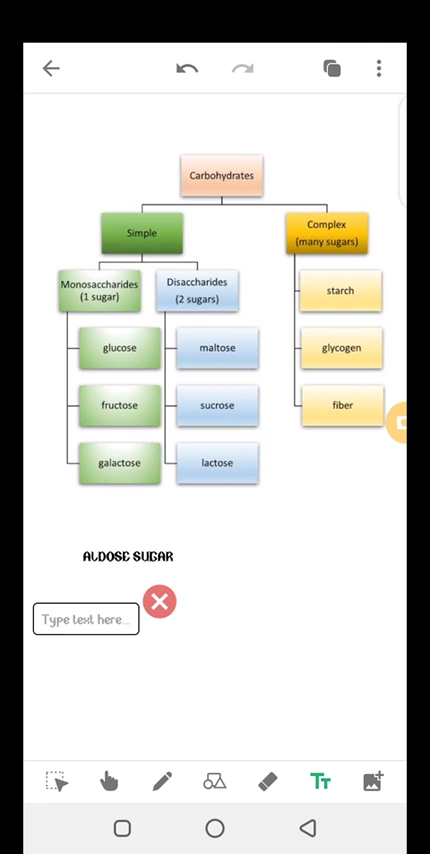 Carbohydrates
Simple
Complex
(many sugars)
Monosaccharides
(1 sugar)
Disaccharides
(2 sugars)
starch
glucose
maltose
glycogen
fructose
sucrose
fiber
galactose
lactose
ALDOSE SUGAR
Type text here...
TT